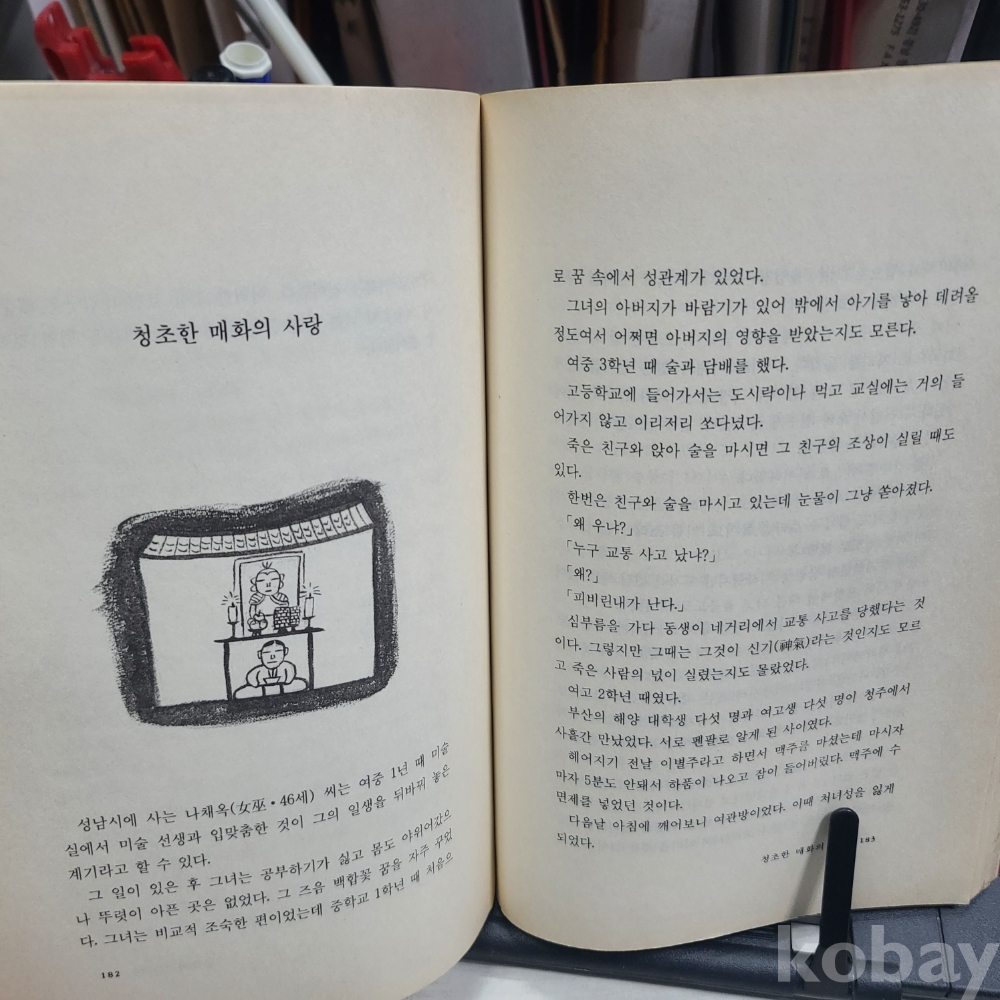 청초한 매화의 사랑
성남시에 사는 나채옥(女巫·46세) 씨는 여중 1년 때 미술
실에서 미술 선생과 입맞춤한 것이 그의 일생을 뒤바꿔 놓은
계기라고 할 수 있다.
그 일이 있은 후 그녀는 공부하기가 싫고 몸도 야위어갔으
나 뚜렷이 아픈 곳은 없었다. 그 즈음 백합꽃 꿈을 자주 꾸었
다. 그녀는 비교적 조숙한 편이었는데 중학교 1학년 때 처음으
182
로 꿈 속에서 성관계가 있었다.
그녀의 아버지가 바람기가 있어 밖에서 아기를 낳아 데려올
정도여서 어쩌면 아버지의 영향을 받았는지도 모른다.
여중 3학년 때 술과 담배를 했다.
고등학교에 들어가서는 도시락이나 먹고 교실에는 거의 들
어가지 않고 이리저리 쏘다녔다.
죽은 친구와 앉아 술을 마시면 그 친구의 조상이 실릴 때도
있다.
한번은 친구와 술을 마시고 있는데 눈물이 그냥 쏟아졌다.
「왜 우냐?」
「누구 교통 사고 났냐?」
「왜?」
「피비린내가 난다.」
심부름을 가다 동생이 네거리에서 교통 사고를 당했다는 것
이다. 그렇지만 그때는 그것이 신기(神氣)라는 것인지도 모르
고 죽은 사람의 넋이 실렸는지도 몰랐었다.
여고 2학년 때였다.
부산의 해양 대학생 다섯 명과 여고생 다섯 명이 청주에서
사흘간 만났었다. 서로 펜팔로 알게 된 사이였다.
헤어지기 전날 이별주라고 하면서 맥주를 마셨는데 마시자
마자 5분도 안돼서 하품이 나오고 잠이 들어버렸다. 맥주에 수
면제를 넣었던 것이다.
다음날 아침에 깨어보니 여관방이었다. 이때 처녀성을 잃게
되었다.
청초한 매화의 183
kobay